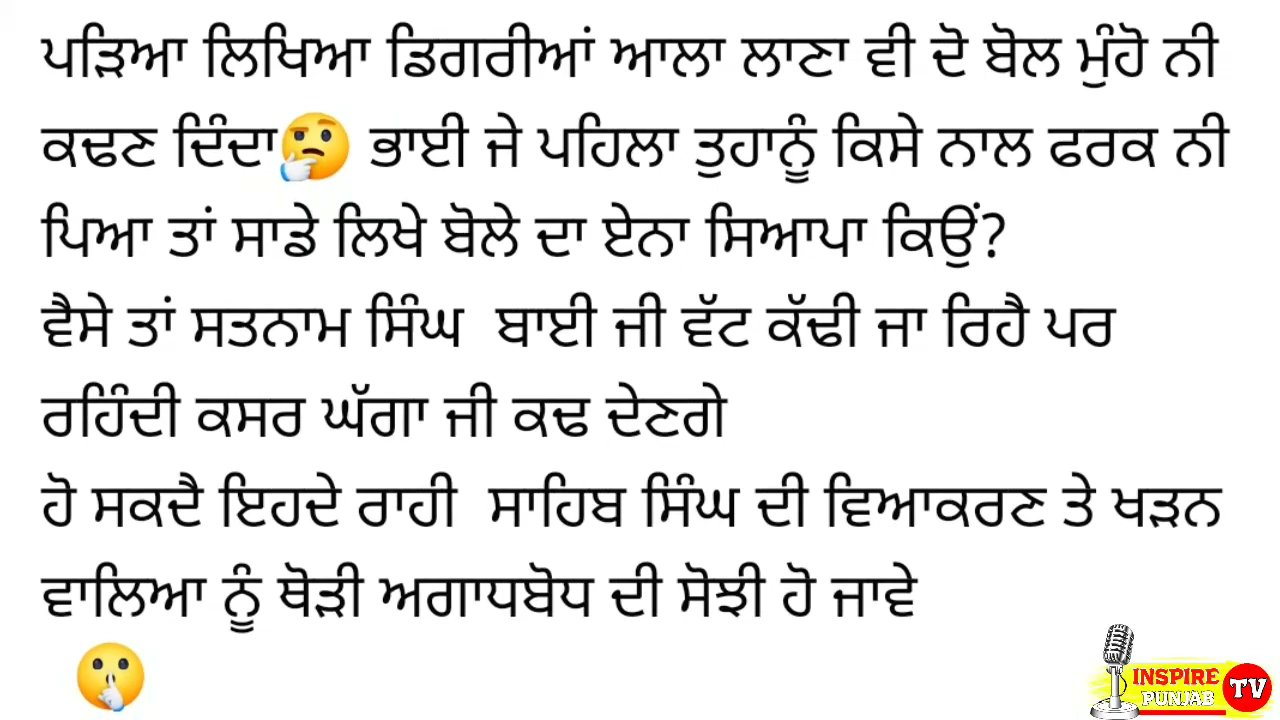 ਪੜਿਆ ਲਿਖਿਆ ਡਿਗਰੀਆਂ ਆਲਾ ਲਾਣਾ ਵੀ ਦੋ ਬੋਲ ਮੂੰਹੋ ਨੀ
ਕਢਣ ਦਿੰਦਾ🤔 ਭਾਈ ਜੇ ਪਹਿਲਾ ਤੁਹਾਨੂੰ ਕਿਸੇ ਨਾਲ ਫਰਕ ਨੀ
ਪਿਆ ਤਾਂ ਸਾਡੇ ਲਿਖੇ ਬੋਲੇ ਦਾ ਏਨਾ ਸਿਆਪਾ ਕਿਉਂ?
ਵੈਸੇ ਤਾਂ ਸਤਨਾਮ ਸਿੰਘ ਬਾਈ ਜੀ ਵੱਟ ਕੱਢੀ ਜਾ ਰਿਹੈ ਪਰ
ਰਹਿੰਦੀ ਕਸਰ ਘੱਗਾ ਜੀ ਕਢ ਦੇਣਗੇ
ਹੋ ਸਕਦੈ ਇਹਦੇ ਰਾਹੀ ਸਾਹਿਬ ਸਿੰਘ ਦੀ ਵਿਆਕਰਣ ਤੇ ਖੜਨ
ਵਾਲਿਆ ਨੂੰ ਥੋੜੀ ਅਗਾਧਬੋਧ ਦੀ ਸੋਝੀ ਹੋ ਜਾਵੇ
🤫
INSPIRE
PUNJAB
TV